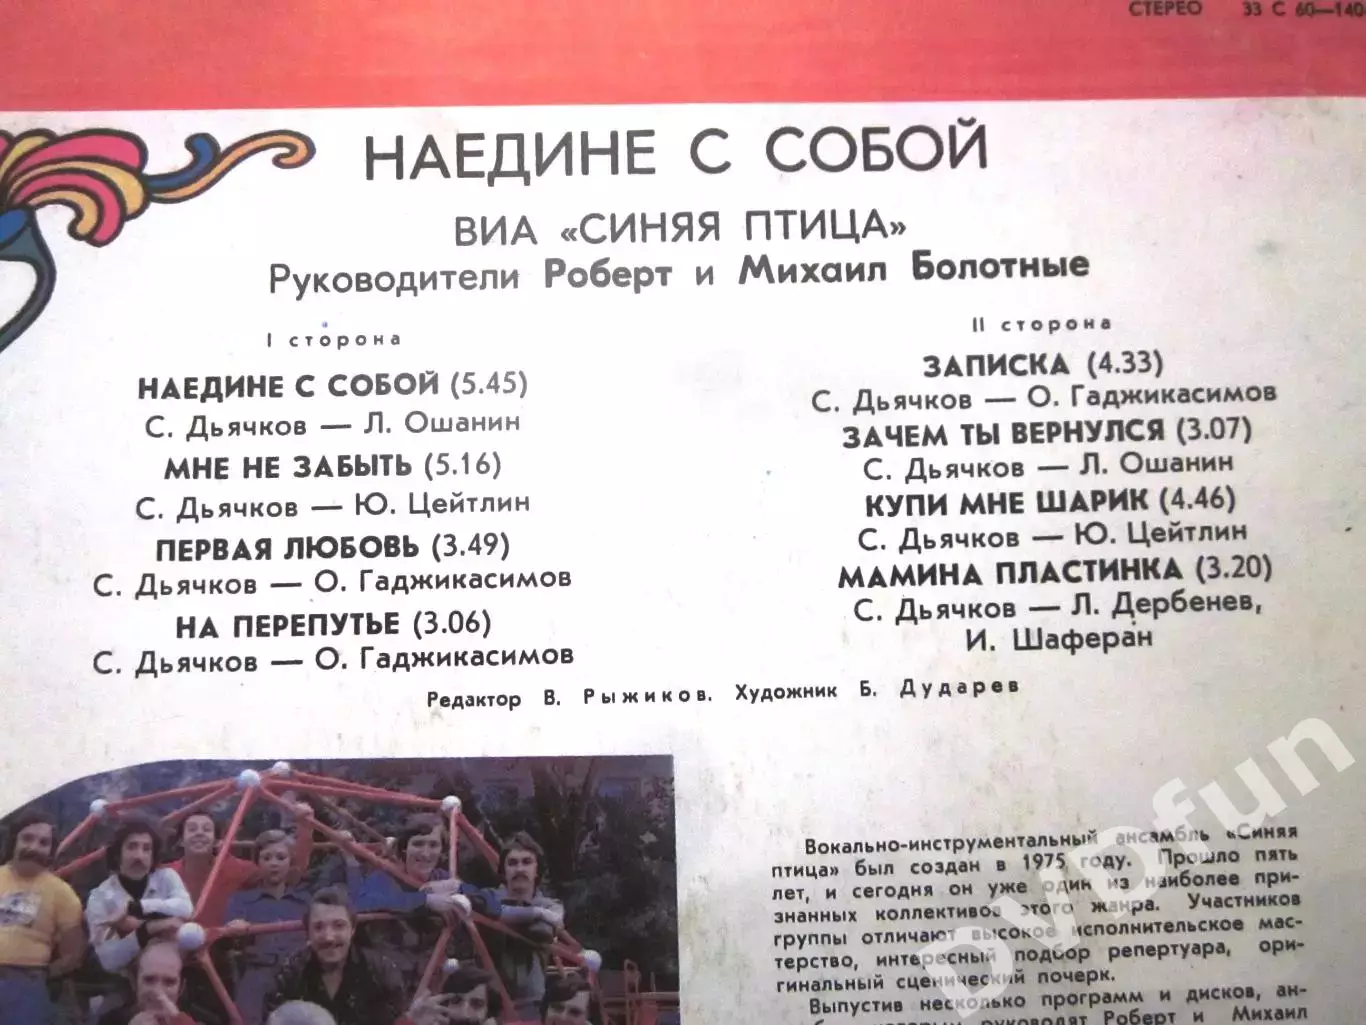 СТЕРЕО 33 С 60—140
НАЕДИНЕ С СОБОЙ
ВИА «СИНЯЯ ПТИЦА»
Руководители Роберт и Михаил Болотные
I сторона
НАЕДИНЕ С СОБОЙ (5.45)
С. Дьячков — Л. Ошанин
МНЕ НЕ ЗАБЫТЬ (5.16)
С. Дьячков — Ю. Цейтлин
ПЕРВАЯ ЛЮБОВЬ (3.49)
С. Дьячков — О. Гаджикасимов
НА ПЕРЕПУТЬЕ (3.06)
С. Дьячков — О. Гаджикасимов
II сторона
ЗАПИСКА (4.33)
С. Дьячков — О. Гаджикасимов
ЗАЧЕМ ТЫ ВЕРНУЛСЯ (3.07)
С. Дьячков — Л. Ошанин
КУПИ МНЕ ШАРИК (4.46)
С. Дьячков — Ю. Цейтлин
МАМИНА ПЛАСТИНКА (3.20)
С. Дьячков — Л. Дербенев,
И. Шаферан
Редактор В. Рыжиков. Художник Б. Дударев
Вокально-инструментальный ансамбль «Синяя
птица» был создан в 1975 году. Прошло пять
лет, и сегодня он уже один из наиболее при-
знанных коллективов этого жанра. Участников
группы отличают высокое исполнительское мас-
терство, интересный подбор репертуара, ори-
гинальный сценический почерк.
Выпустив несколько программ и дисков, ан-
руководят Роберт и Михаил
pvpfun